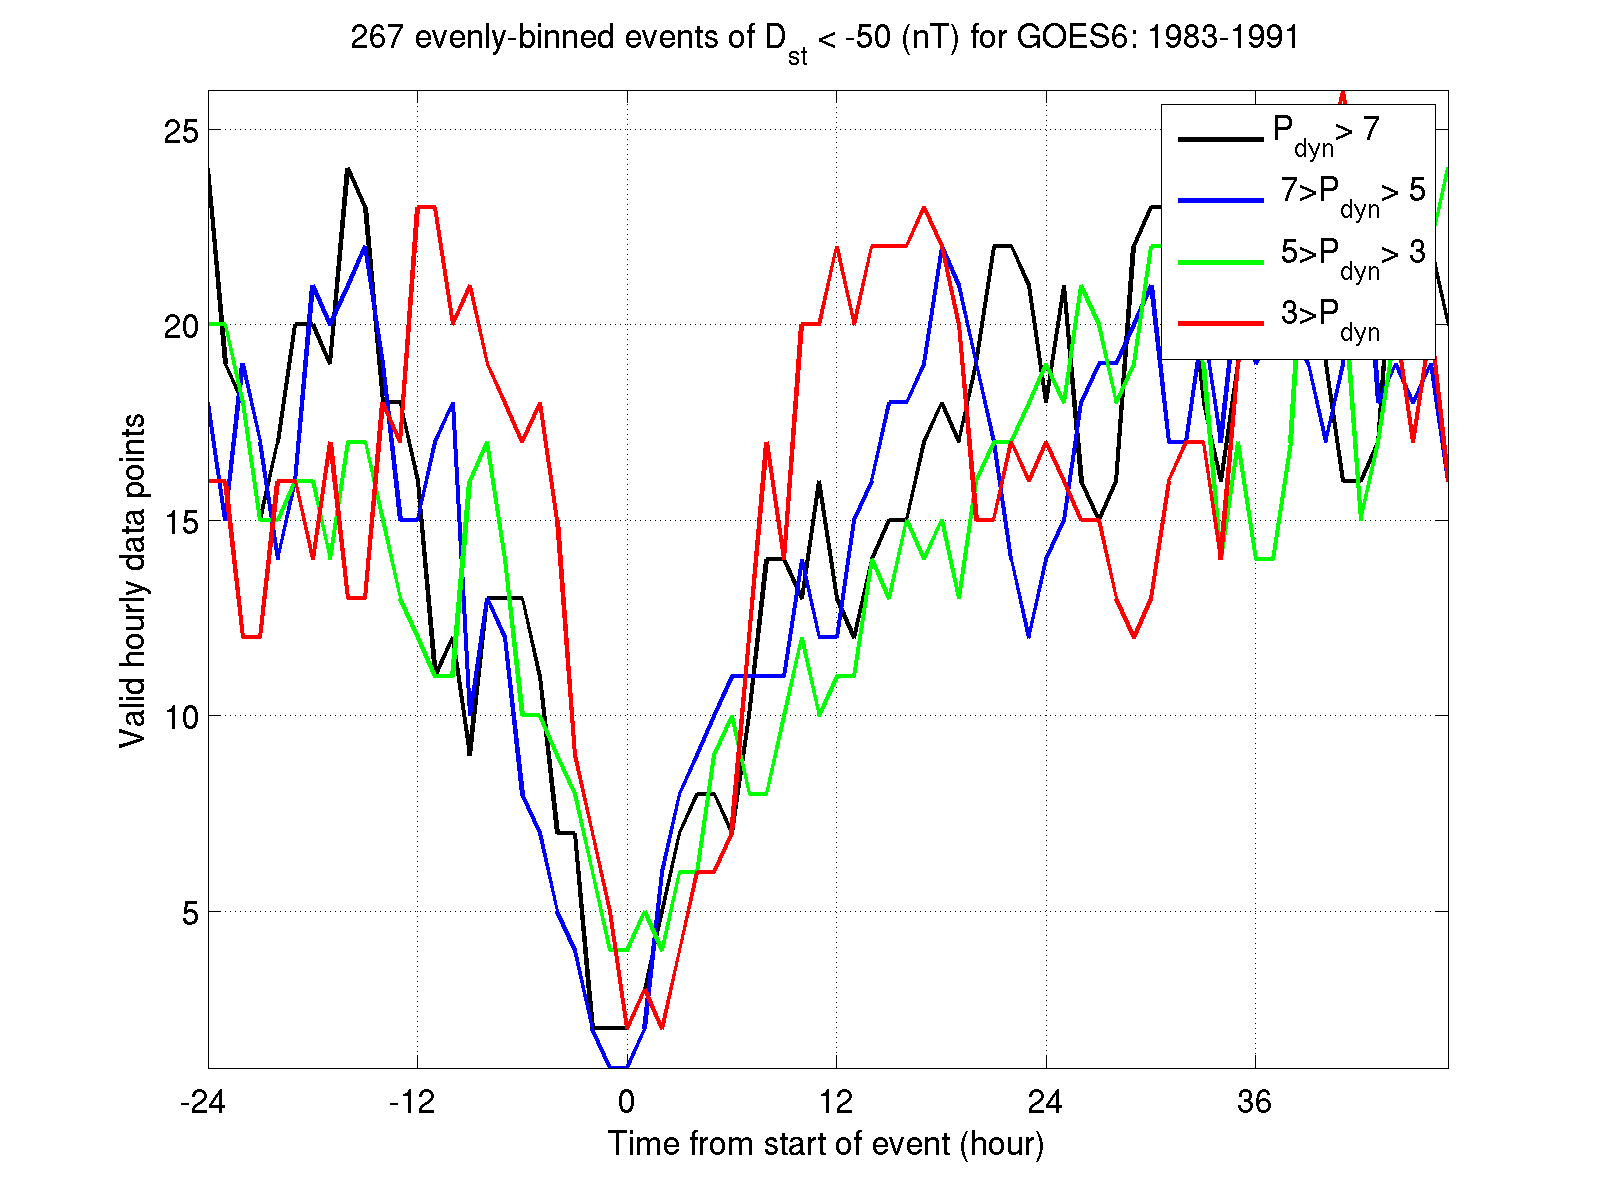 267 evenly-binned events of Dst < -50 (nT) for GOES6: 1983-1991
Pdyn> 7
7>Pdyn> 5
5>Pdyn> 3
3>Pdyn
Valid hourly data points
25
20
15
10
5
-24 -12 0 12 24 36
Time from start of event (hour)